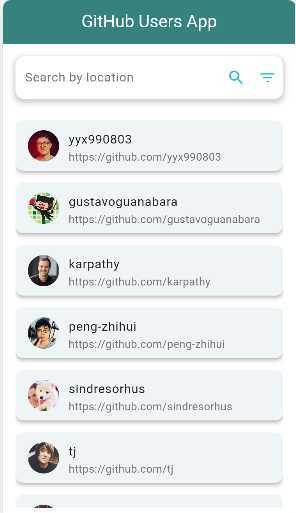 GitHub Users App
Search by location
yyx990803
https://github.com/yyx990803
gustavoguanabara
https://github.com/gustavoguanabara
karpathy
https://github.com/karpathy
peng-zhihui
https://github.com/peng-zhihui
sindresorhus
https://github.com/sindresorhus
tj
https://github.com/tj